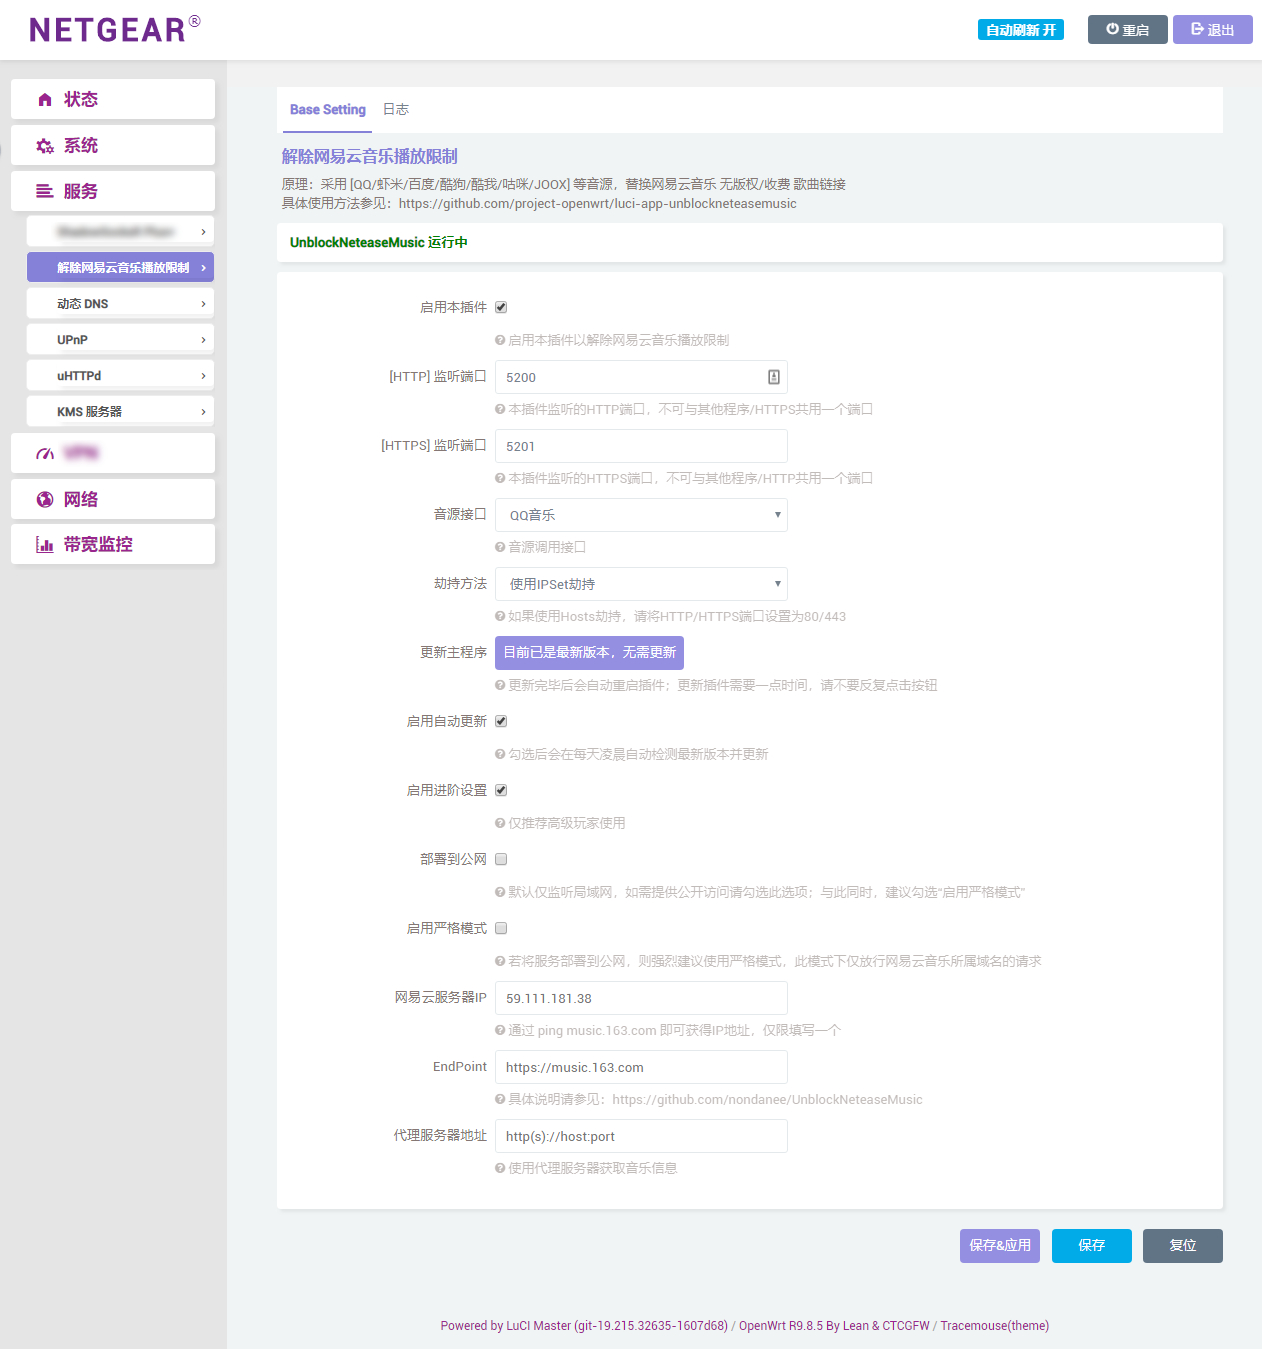 NETGEAR®
自动刷新 开
重启
退出
状态
系统
服务
解除网易云音乐播放限制
动态 DNS
UPnP
uHTTPd
KMS 服务器
VPN
网络
带宽监控
Base Setting
日志
解除网易云音乐播放限制
原理：采用 [QQ/虾米/百度/酷狗/酷我/咕咪/JOOX] 等音源，替换网易云音乐 无版权/收费 歌曲链接
具体使用方法参见：https://github.com/project-openwrt/luci-app-unblockneteasemusic
UnblockNeteaseMusic 运行中
启用本插件
启用本插件以解除网易云音乐播放限制
[HTTP] 监听端口
5200
本插件监听的HTTP端口，不可与其他程序/HTTPS共用一个端口
[HTTPS] 监听端口
5201
本插件监听的HTTPS端口，不可与其他程序/HTTP共用一个端口
音源接口
QQ音乐
音源调用接口
劫持方法
使用IPSet劫持
如果使用Hosts劫持，请将HTTP/HTTPS端口设置为80/443
更新主程序
目前已是最新版本，无需更新
更新完毕后会自动重启插件；更新插件需要一点时间，请不要反复点击按钮
启用自动更新
勾选后会在每天凌晨自动检测最新版本并更新
启用进阶设置
仅推荐高级玩家使用
部署到公网
默认仅监听局域网，如需提供公开访问请勾选此选项；与此同时，建议勾选“启用严格模式”
启用严格模式
若将服务部署到公网，则强烈建议使用严格模式，此模式下仅放行网易云音乐所属域名的请求
网易云服务器IP
59.111.181.38
通过 ping music.163.com 即可获得IP地址，仅限填写一个
EndPoint
https://music.163.com
具体说明请参见：https://github.com/nondanee/UnblockNeteaseMusic
代理服务器地址
http(s)://host:port
使用代理服务器获取音乐信息
保存&应用
保存
复位
Powered by LuCI Master (git-19.215.32635-1607d68) / OpenWrt R9.8.5 By Lean & CTCGFW / Tracemouse(theme)